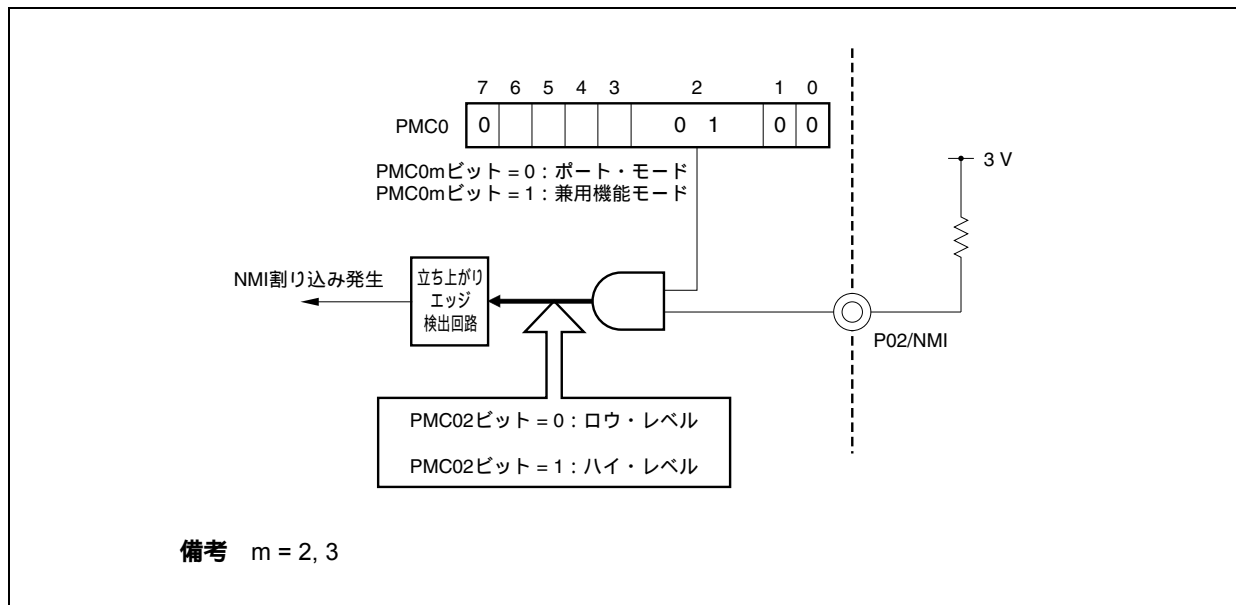 7 6 5 4 3 2 1 0
PMC0 0 0 1 0 0
PMC0mビット = 0 : ポート・モード
PMC0mビット = 1 : 兼用機能モード
3 V
NMI割り込み発生
立ち上がり
エッジ
検出回路
P02/NMI
PMC02ビット = 0 : ロウ・レベル
PMC02ビット = 1 : ハイ・レベル
備考 m = 2, 3